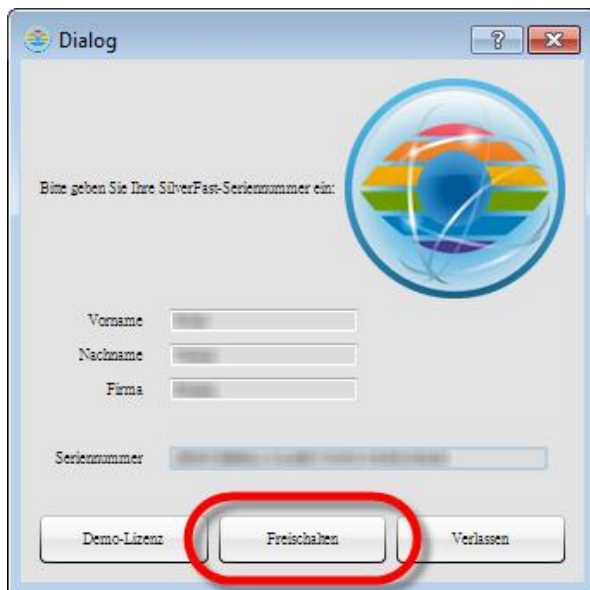 Dialog
Bitte geben Sie Ihre SilverFast-Seriennummer ein:
Vorname
Nachname
Firma
Seriennummer
Demo-Lizenz Freischalten Verlassen